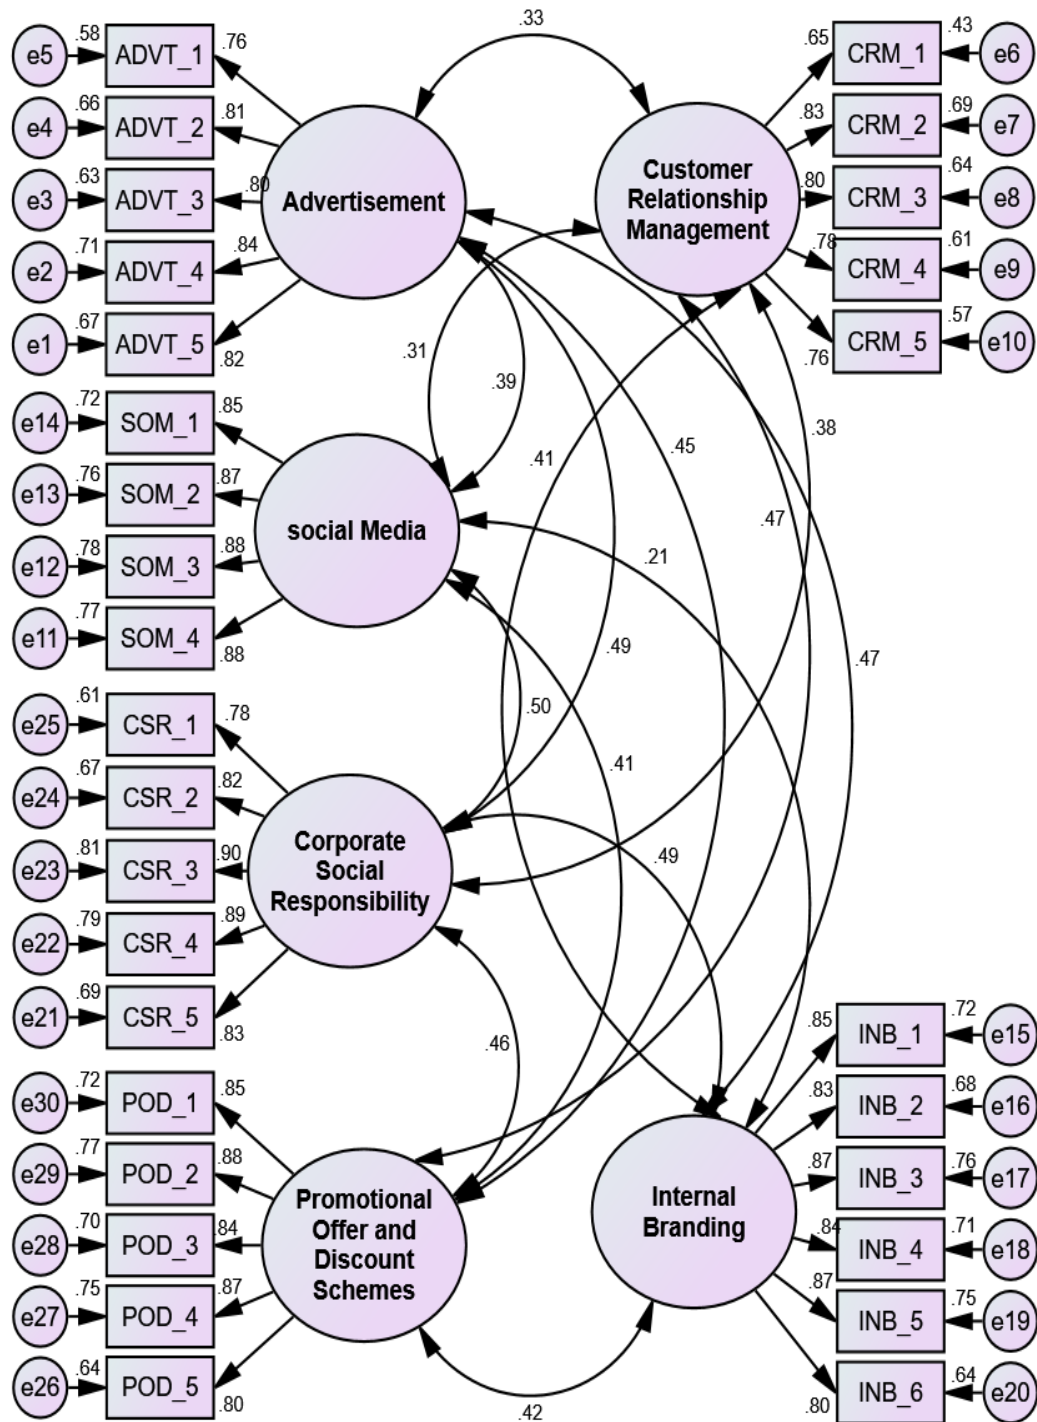 .33
e5 .58 ADVT_1 .76
.65 CRM_1 .43 e6
e4 .66 ADVT_2 .81
.83 CRM_2 .69 e7
e3 .63 ADVT_3 .80
.80 CRM_3 .64 e8
e2 .71 ADVT_4 .84
.78 CRM_4 .61 e9
e1 .67 ADVT_5 .82
.76 CRM_5 .57 e10
Advertisement
Customer
Relationship
Management
.31
.39
.41
.45
.38
.47
.21
.49
.47
.50
.41
.49
.46
e14 .72 SOM_1 .85
e13 .76 SOM_2 .87
e12 .78 SOM_3 .88
e11 .77 SOM_4 .88
social Media
e25 .61 CSR_1 .78
e24 .67 CSR_2 .82
e23 .81 CSR_3 .90
e22 .79 CSR_4 .89
e21 .69 CSR_5 .83
Corporate
Social
Responsibility
e30 .72 POD_1 .85
e29 .77 POD_2 .88
e28 .70 POD_3 .84
e27 .75 POD_4 .87
e26 .64 POD_5 .80
Promotional
Offer and
Discount
Schemes
Internal
Branding
.85 INB_1 .72 e15
.83 INB_2 .68 e16
.87 INB_3 .76 e17
.84 INB_4 .71 e18
.87 INB_5 .75 e19
.80 INB_6 .64 e20
.42